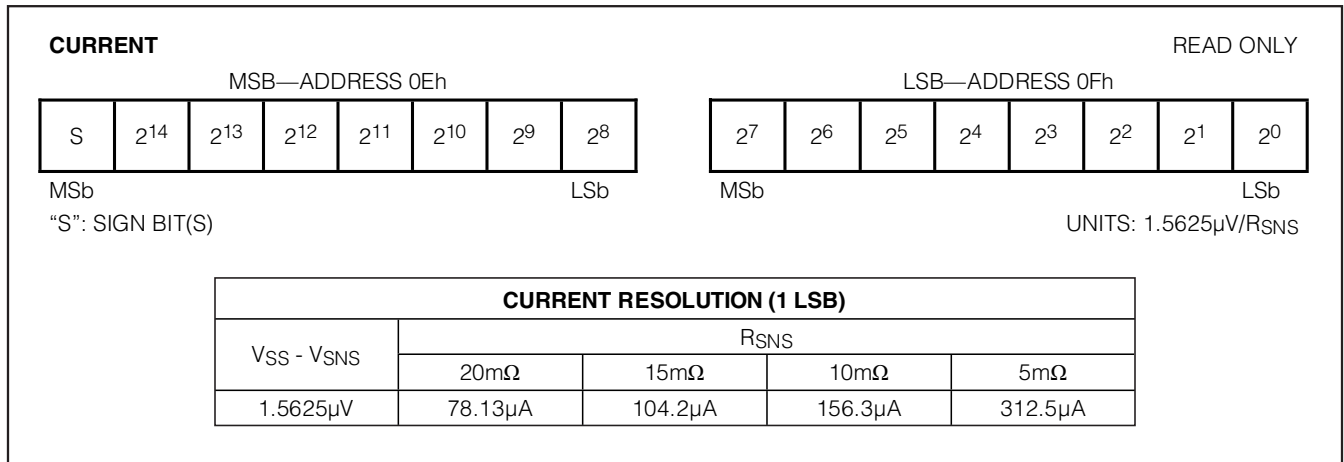 CURRENT READ ONLY
MSB—ADDRESS 0Eh LSB—ADDRESS 0Fh
S 2¹⁴ 2¹³ 2¹² 2¹¹ 2¹⁰ 2⁹ 2⁸ 2⁷ 2⁶ 2⁵ 2⁴ 2³ 2² 2¹ 2⁰
MSb LSb MSb LSb
“S”: SIGN BIT(S) UNITS: 1.5625µV/RSNS
CURRENT RESOLUTION (1 LSB)
VSS - VSNS RSNS
20mΩ 15mΩ 10mΩ 5mΩ
1.5625µV 78.13µA 104.2µA 156.3µA 312.5µA